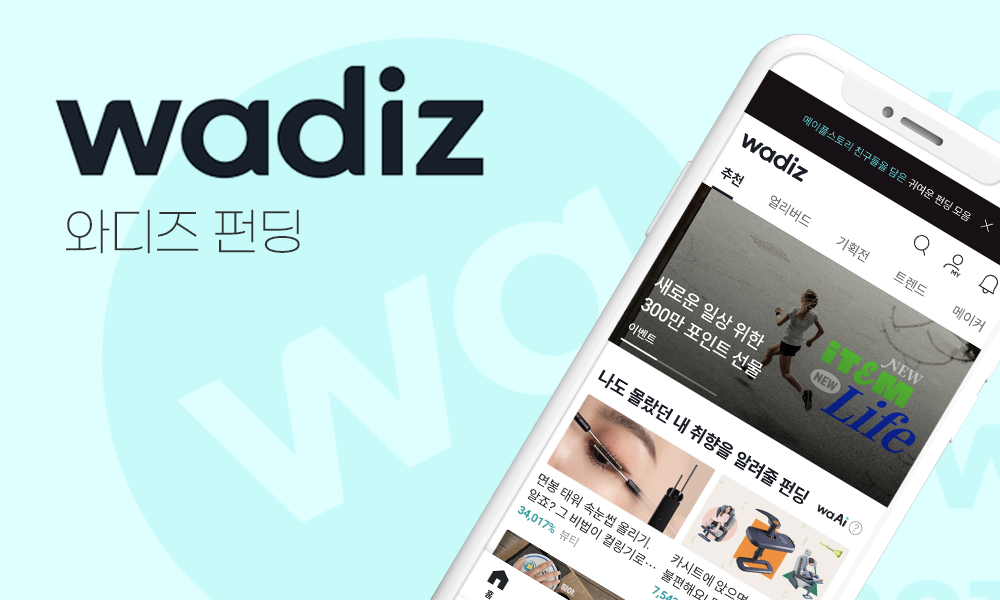 wadiz
와디즈 펀딩
wa
메이플스토리 친구들을 담은 귀여운 펀딩 모음
wadiz
MY
추천 얼리버드 기획전 트렌드 메이커
새로운 일상 위한
300만 포인트 선물
이벤트
NEW
iT&M
NEW
Life
나도 몰랐던 내 취향을 알려줄 펀딩
waAi ?
면봉 태워 속눈썹 올리기.
알죠? 그 비법이 컬링기로…
34,017% 뷰티
카시트에 앉으면
불편해요!
홈